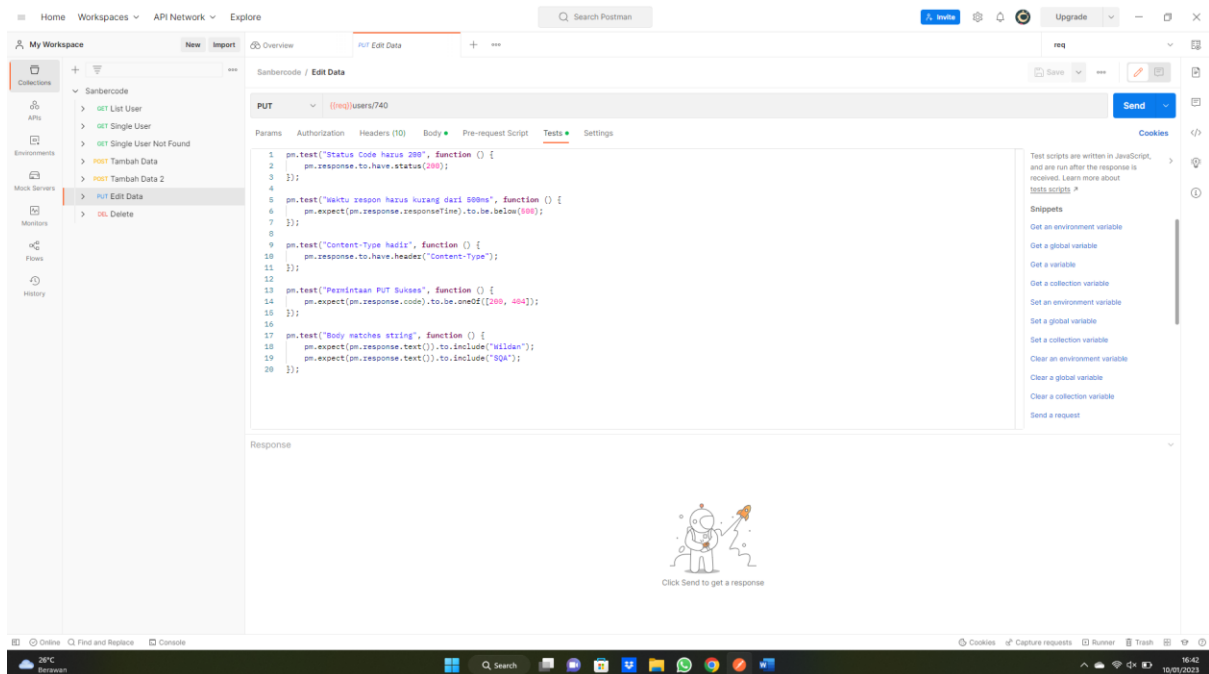 Home Workspaces API Network Explore
Search Postman
Invite
Upgrade
My Workspace New Import
Overview
PUT Edit Data
req
Collections
APIs
Environments
Mock Servers
Monitors
Flows
History
Sanbercode
GET List User
GET Single User
GET Single User Not Found
POST Tambah Data
POST Tambah Data 2
PUT Edit Data
DEL Delete
Sanbercode / Edit Data
Save
PUT {{req}}users/740
Send
Params Authorization Headers (10) Body Pre-request Script Tests Settings
Cookies
1 pm.test("Status Code harus 200", function () {
2 pm.response.to.have.status(200);
3 });
4
5 pm.test("Waktu respon harus kurang dari 500ms", function () {
6 pm.expect(pm.response.responseTime).to.be.below(500);
7 });
8
9 pm.test("Content-Type hadir", function () {
10 pm.response.to.have.header("Content-Type");
11 });
12
13 pm.test("Permintaan PUT Sukses", function () {
14 pm.expect(pm.response.code).to.be.oneOf([200, 404]);
15 });
16
17 pm.test("Body matches string", function () {
18 pm.expect(pm.response.text()).to.include("Wildan");
19 pm.expect(pm.response.text()).to.include("SQA");
20 });
Test scripts are written in JavaScript,
and are run after the response is
received. Learn more about
tests scripts
Snippets
Get an environment variable
Get a global variable
Get a variable
Get a collection variable
Set an environment variable
Set a global variable
Set a collection variable
Clear an environment variable
Clear a global variable
Clear a collection variable
Send a request
Response
Click Send to get a response
Online Find and Replace Console
Cookies Capture requests Runner Trash
26°C
Berawan
Search
16:42
10/01/2023